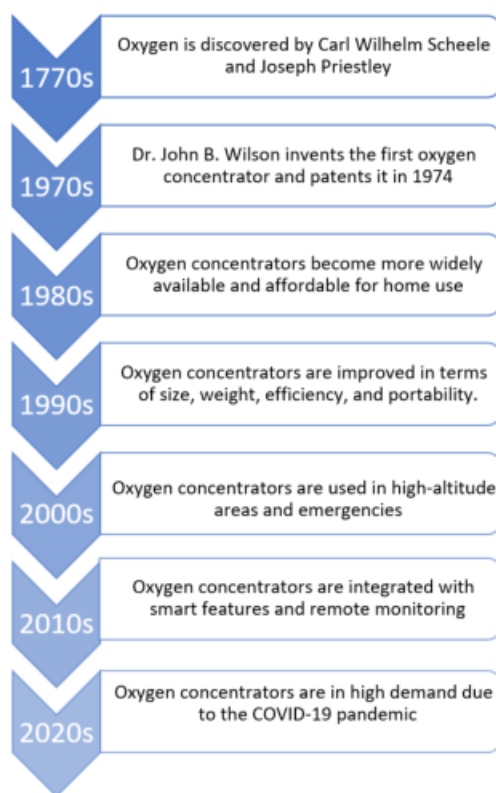 1770s
Oxygen is discovered by Carl Wilhelm Scheele
and Joseph Priestley
1970s
Dr. John B. Wilson invents the first oxygen
concentrator and patents it in 1974
1980s
Oxygen concentrators become more widely
available and affordable for home use
1990s
Oxygen concentrators are improved in terms
of size, weight, efficiency, and portability.
2000s
Oxygen concentrators are used in high-altitude
areas and emergencies
2010s
Oxygen concentrators are integrated with
smart features and remote monitoring
2020s
Oxygen concentrators are in high demand due
to the COVID-19 pandemic